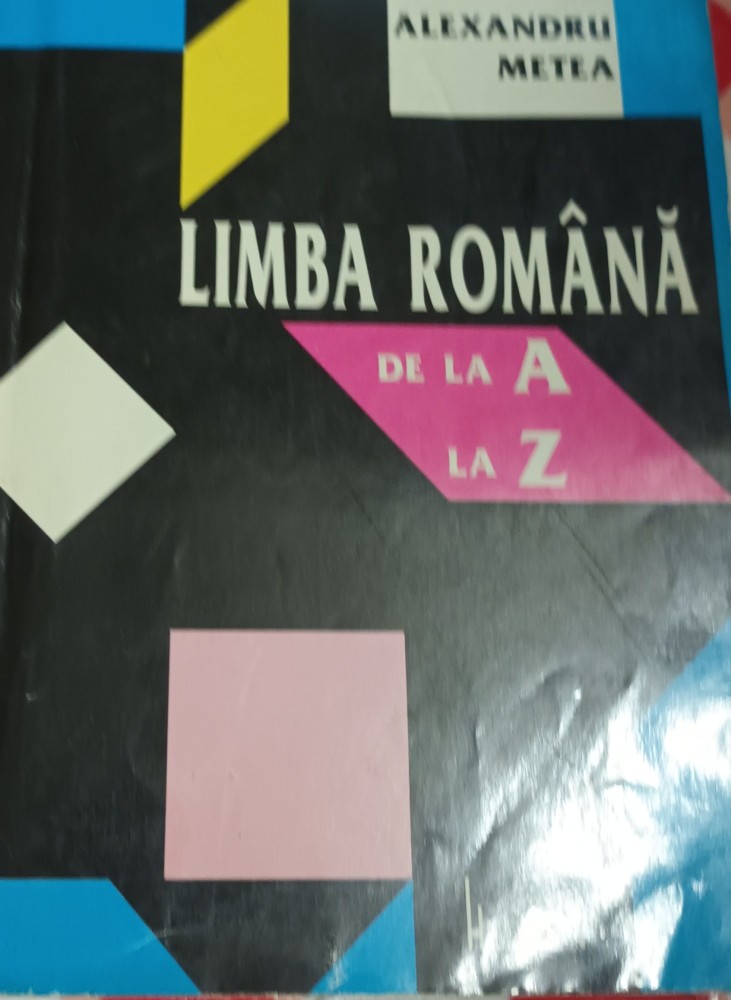 ALEXANDRU
METEA
LIMBA ROMÂNĂ
DE LA A
LA Z